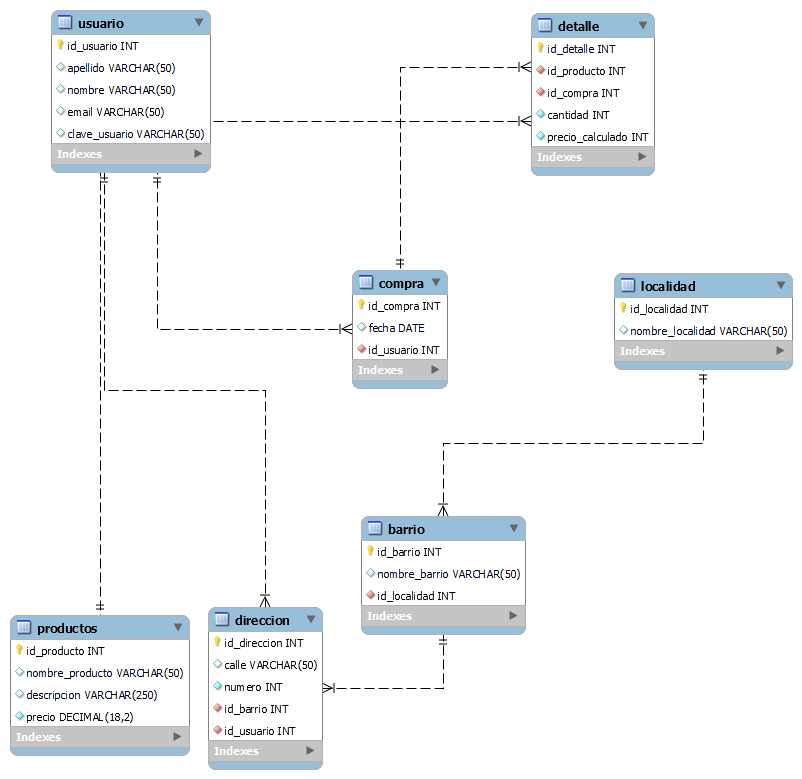 usuario
id_usuario INT
apellido VARCHAR(50)
nombre VARCHAR(50)
email VARCHAR(50)
clave_usuario VARCHAR(50)
Indexes
detalle
id_detalle INT
id_producto INT
id_compra INT
cantidad INT
precio_calculado INT
Indexes
compra
id_compra INT
fecha DATE
id_usuario INT
Indexes
localidad
id_localidad INT
nombre_localidad VARCHAR(50)
Indexes
barrio
id_barrio INT
nombre_barrio VARCHAR(50)
id_localidad INT
Indexes
productos
id_producto INT
nombre_producto VARCHAR(50)
descripcion VARCHAR(250)
precio DECIMAL(18,2)
Indexes
direccion
id_direccion INT
calle VARCHAR(50)
numero INT
id_barrio INT
id_usuario INT
Indexes